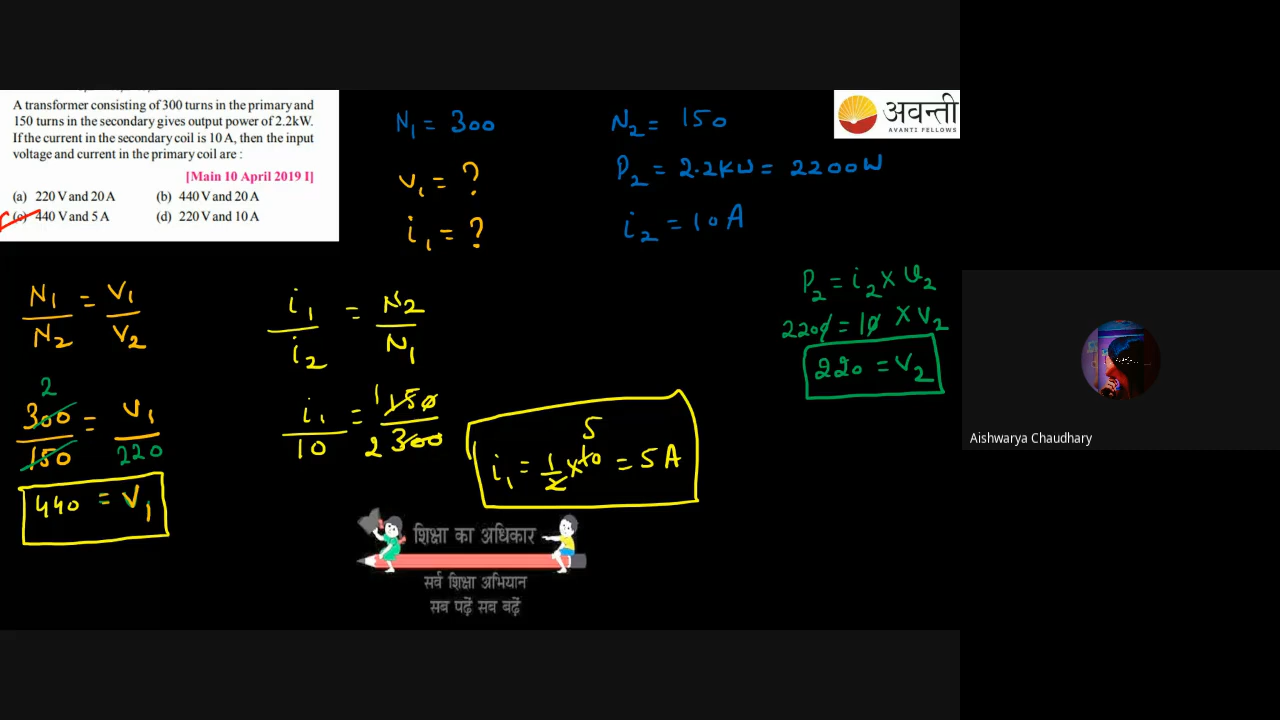 A transformer consisting of 300 turns in the primary and
150 turns in the secondary gives output power of 2.2kW.
If the current in the secondary coil is 10 A, then the input
voltage and current in the primary coil are :
[Main 10 April 2019 I]
(a) 220 V and 20 A (b) 440 V and 20 A
(c) 440 V and 5 A (d) 220 V and 10 A
N₁ = 300
V₁ = ?
i₁ = ?
N₂ = 150
P₂ = 2.2kW = 2200W
i₂ = 10A
अवन्ती
AVANTI FELLOWS
N₁/N₂ = V₁/V₂
2
300/150 = V₁/220
440 = V₁
i₁/i₂ = N₂/N₁
i₁/10 = 1 150/2 300
5
i₁ = 1/2 × 10 = 5A
P₂ = i₂ × V₂
2200 = 10 × V₂
220 = V₂
शिक्षा का अधिकार
सर्व शिक्षा अभियान
सब पढ़ें सब बढ़ें
Aishwarya Chaudhary